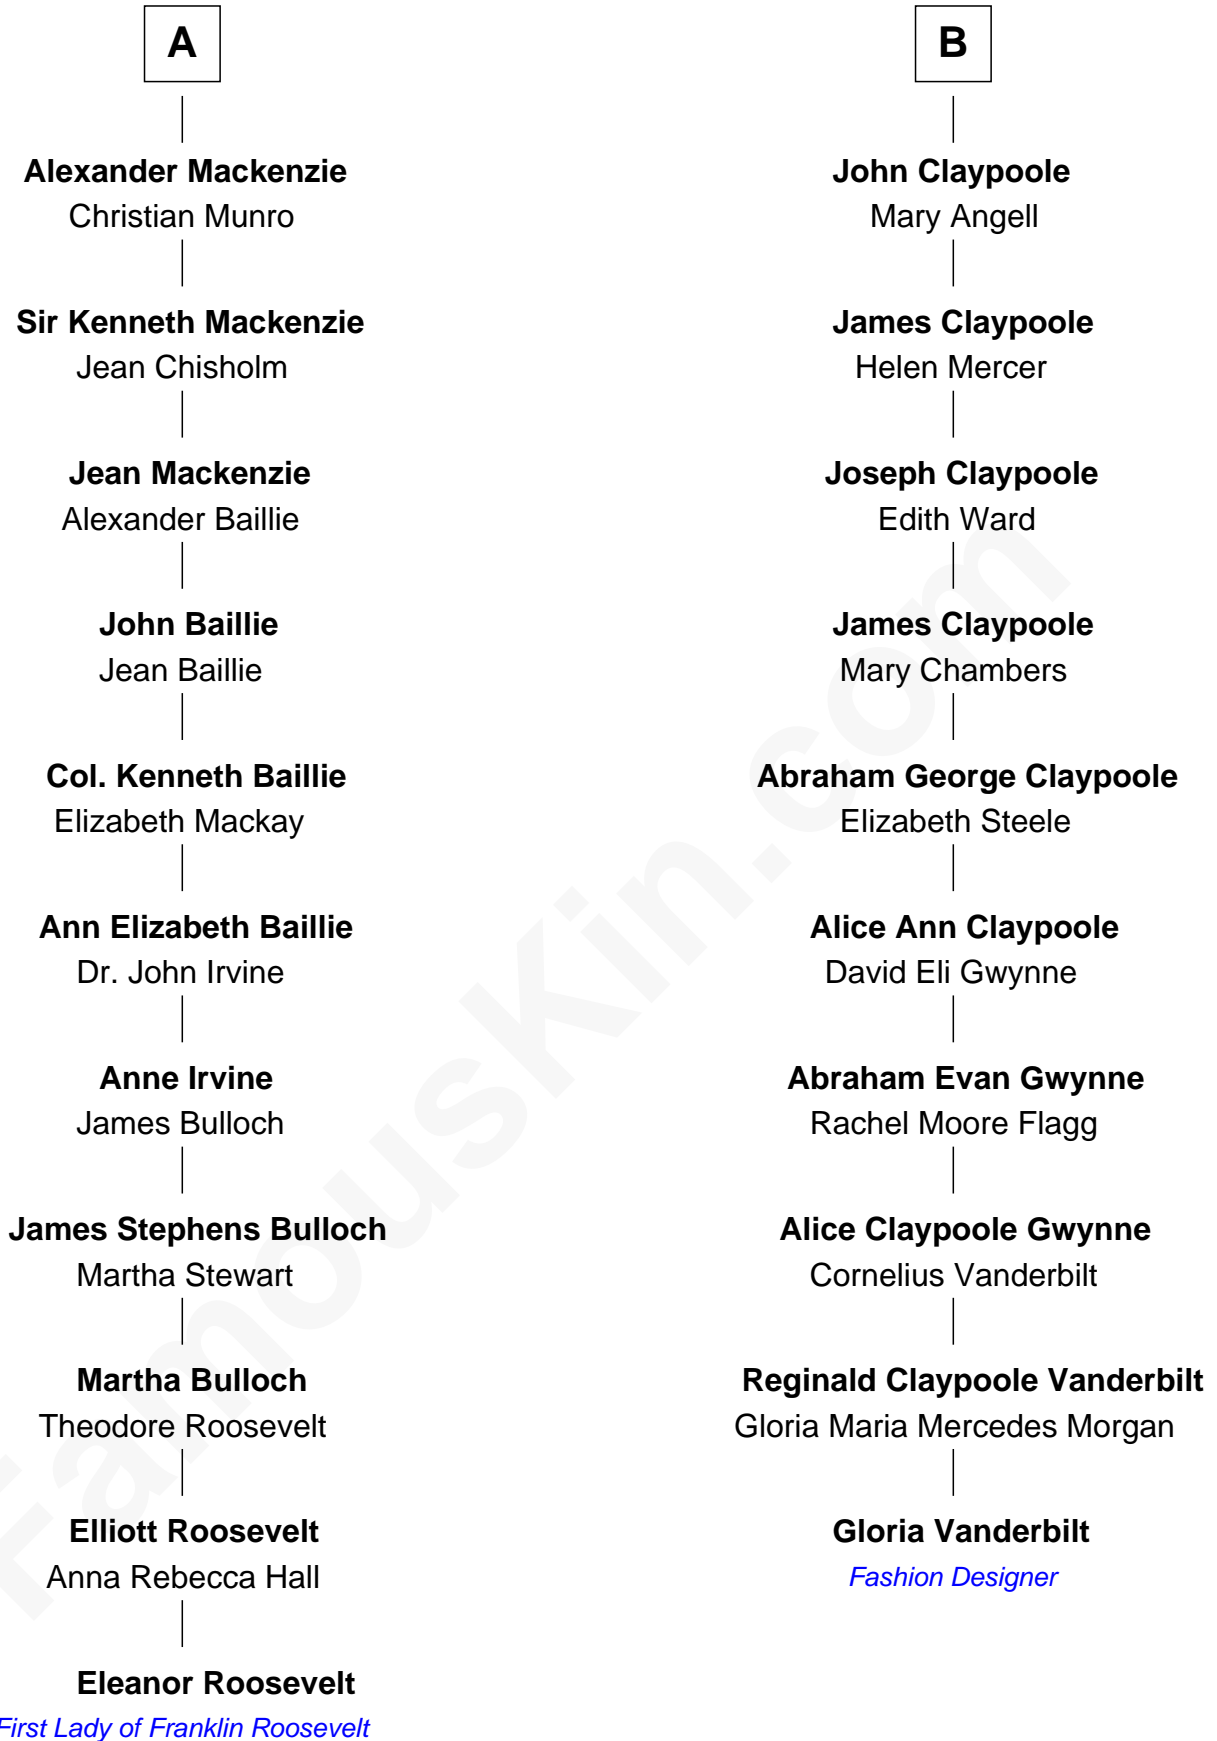 A
Alexander Mackenzie
Christian Munro
Sir Kenneth Mackenzie
Jean Chisholm
Jean Mackenzie
Alexander Baillie
John Baillie
Jean Baillie
Col. Kenneth Baillie
Elizabeth Mackay
Ann Elizabeth Baillie
Dr. John Irvine
Anne Irvine
James Bulloch
James Stephens Bulloch
Martha Stewart
Martha Bulloch
Theodore Roosevelt
Elliott Roosevelt
Anna Rebecca Hall
Eleanor Roosevelt
First Lady of Franklin Roosevelt
B
John Claypoole
Mary Angell
James Claypoole
Helen Mercer
Joseph Claypoole
Edith Ward
James Claypoole
Mary Chambers
Abraham George Claypoole
Elizabeth Steele
Alice Ann Claypoole
David Eli Gwynne
Abraham Evan Gwynne
Rachel Moore Flagg
Alice Claypoole Gwynne
Cornelius Vanderbilt
Reginald Claypoole Vanderbilt
Gloria Maria Mercedes Morgan
Gloria Vanderbilt
Fashion Designer
FamousKin.com